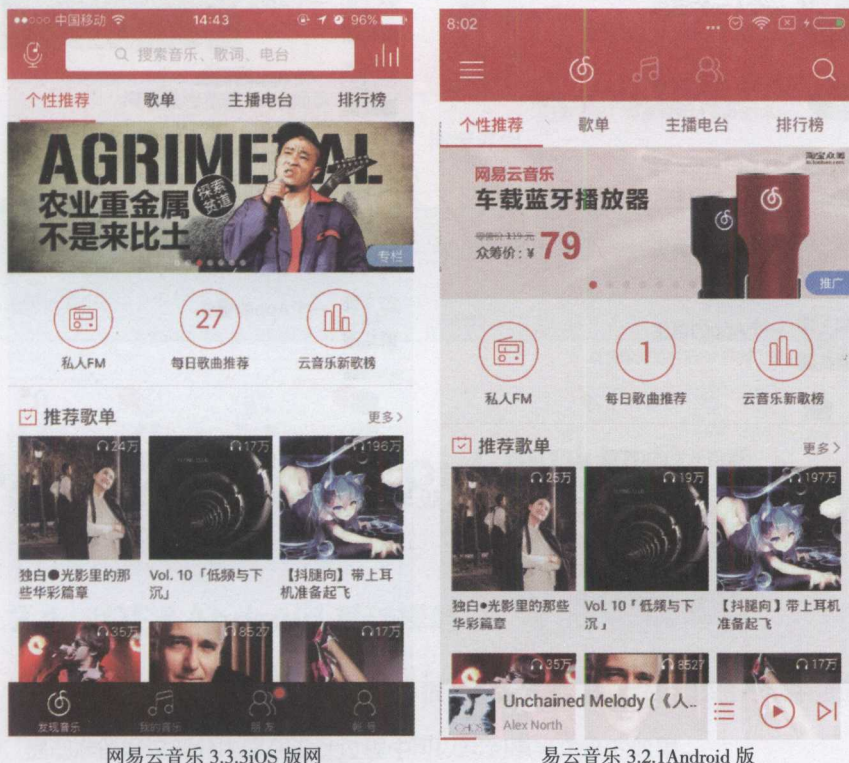 中国移动 14:43 96%
搜索音乐、歌词、电台
个性推荐 歌单 主播电台 排行榜
AGRIMETAL
农业重金属
不是来比土
探索
贫道
专栏
27
私人FM 每日歌曲推荐 云音乐新歌榜
推荐歌单 更多>
24万 17万 196万
独白●光影里的那些华彩篇章
Vol. 10「低频与下沉」
【抖腿向】带上耳机准备起飞
35万 8527 17万
发现音乐 我的音乐 朋友 帐号
网易云音乐 3.3.3iOS 版网
8:02
个性推荐 歌单 主播电台 排行榜
淘宝众筹
网易云音乐
车载蓝牙播放器
零售价 119 元
众筹价:¥ 79
推广
1
私人FM 每日歌曲推荐 云音乐新歌榜
推荐歌单 更多>
25万 19万 197万
独白●光影里的那些华彩篇章
Vol. 10「低频与下沉」
【抖腿向】带上耳机准备起飞
35万 8527 17万
Unchained Melody (《人..
Alex North
易云音乐 3.2.1Android 版